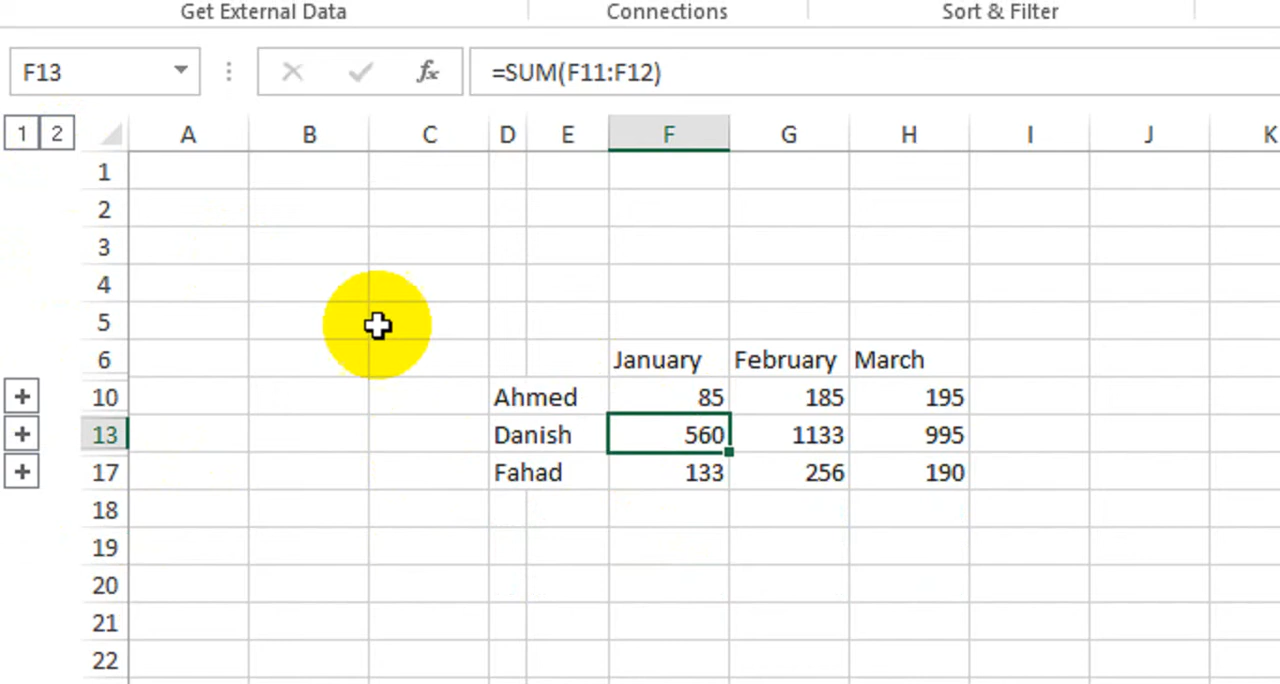 Get External Data Connections Sort & Filter
F13 fx =SUM(F11:F12)
1 2 A B C D E F G H I J K
1
2
3
4
5
6 January February March
+ 10 Ahmed 85 185 195
+ 13 Danish 560 1133 995
+ 17 Fahad 133 256 190
18
19
20
21
22